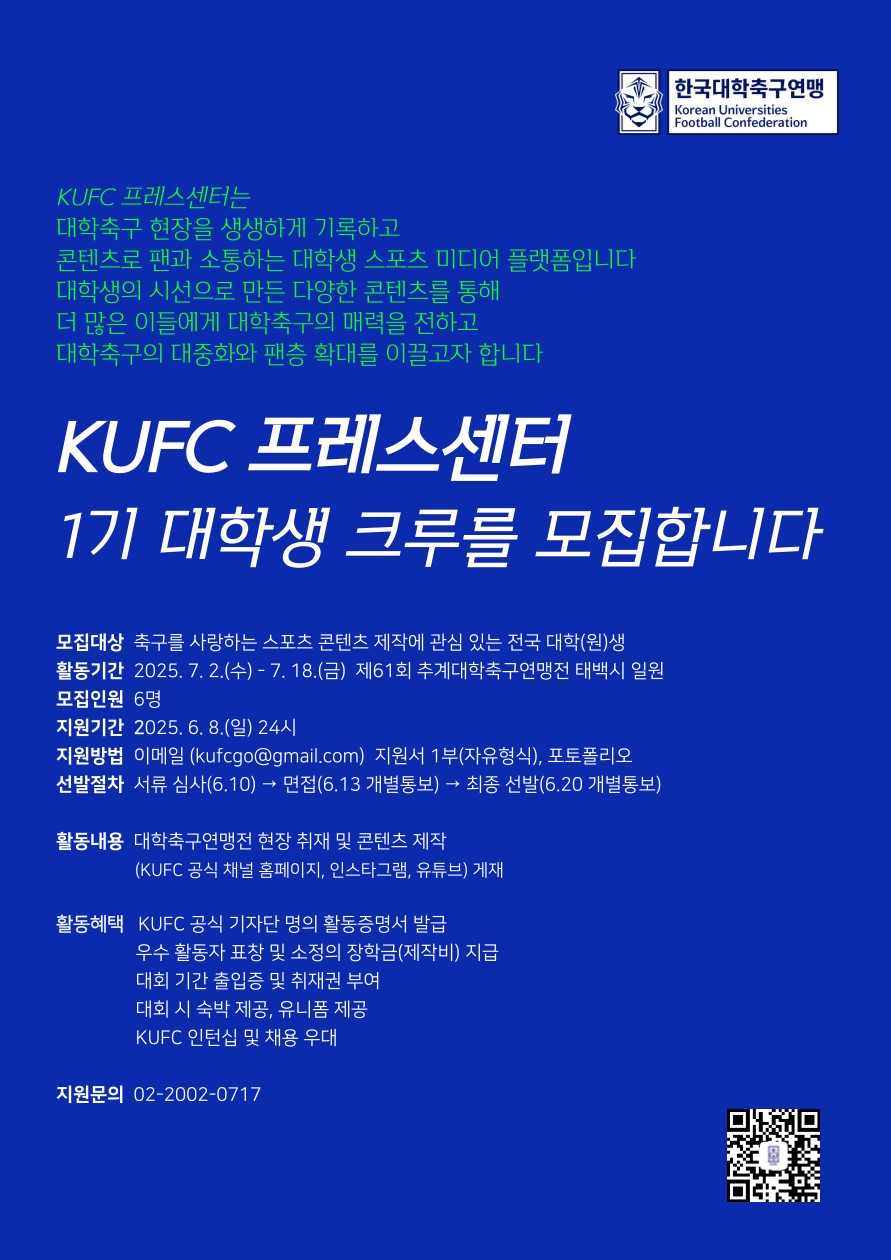 한국대학축구연맹
Korean Universities
Football Confederation
KUFC 프레스센터는
대학축구 현장을 생생하게 기록하고
콘텐츠로 팬과 소통하는 대학생 스포츠 미디어 플랫폼입니다
대학생의 시선으로 만든 다양한 콘텐츠를 통해
더 많은 이들에게 대학축구의 매력을 전하고
대학축구의 대중화와 팬층 확대를 이끌고자 합니다
KUFC 프레스센터
1기 대학생 크루를 모집합니다
모집대상 축구를 사랑하는 스포츠 콘텐츠 제작에 관심 있는 전국 대학(원)생
활동기간 2025. 7. 2.(수) - 7. 18.(금) 제61회 추계대학축구연맹전 태백시 일원
모집인원 6명
지원기간 2025. 6. 8.(일) 24시
지원방법 이메일 (kufcgo@gmail.com) 지원서 1부(자유형식), 포토폴리오
선발절차 서류 심사(6.10) → 면접(6.13 개별통보) → 최종 선발(6.20 개별통보)
활동내용 대학축구연맹전 현장 취재 및 콘텐츠 제작
(KUFC 공식 채널 홈페이지, 인스타그램, 유튜브) 게재
활동혜택 KUFC 공식 기자단 명의 활동증명서 발급
우수 활동자 표창 및 소정의 장학금(제작비) 지급
대회 기간 출입증 및 취재권 부여
대회 시 숙박 제공, 유니폼 제공
KUFC 인턴십 및 채용 우대
지원문의 02-2002-0717